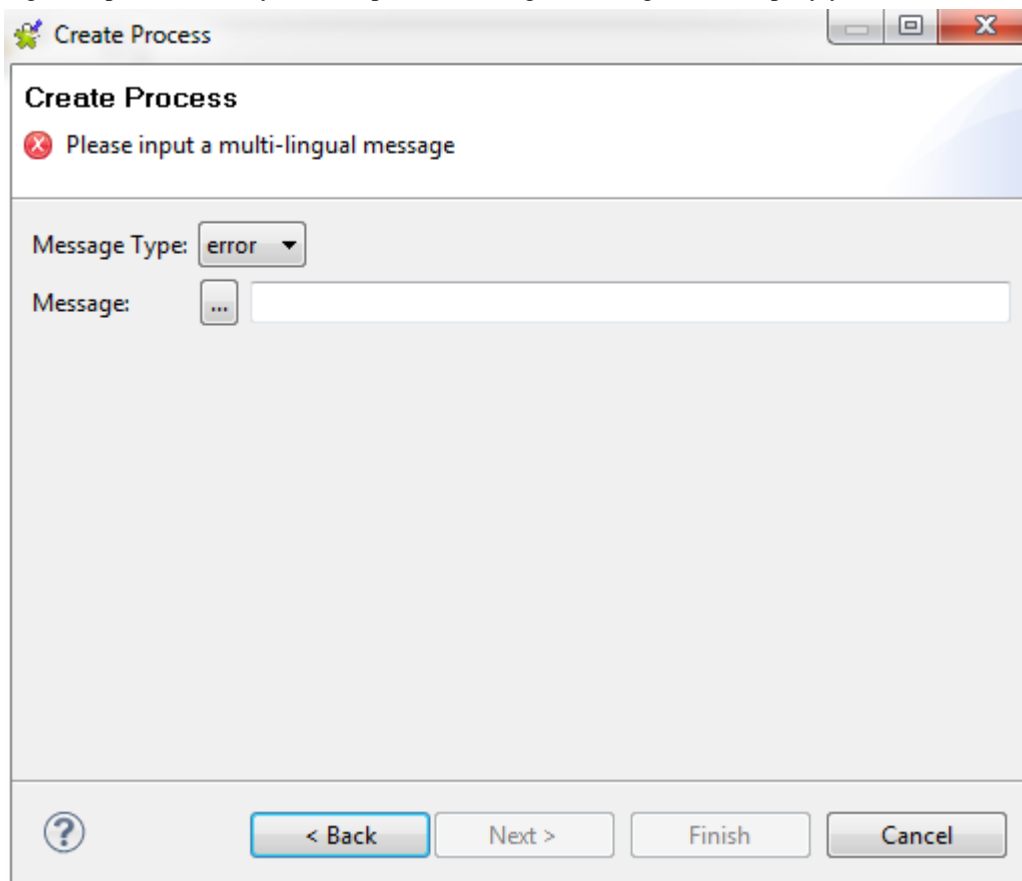 Create Process
Create Process
Please input a multi-lingual message
Message Type: error
Message: ...
< Back Next > Finish Cancel